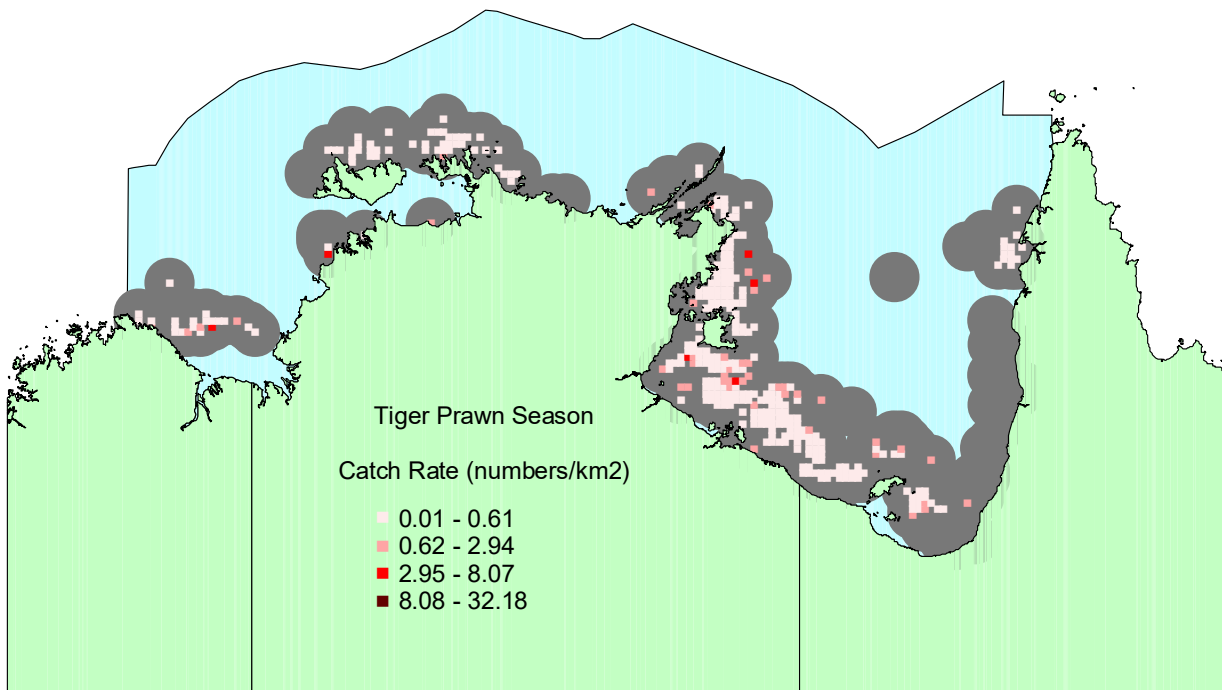 Tiger Prawn Season
Catch Rate (numbers/km2)
0.01 - 0.61
0.62 - 2.94
2.95 - 8.07
8.08 - 32.18